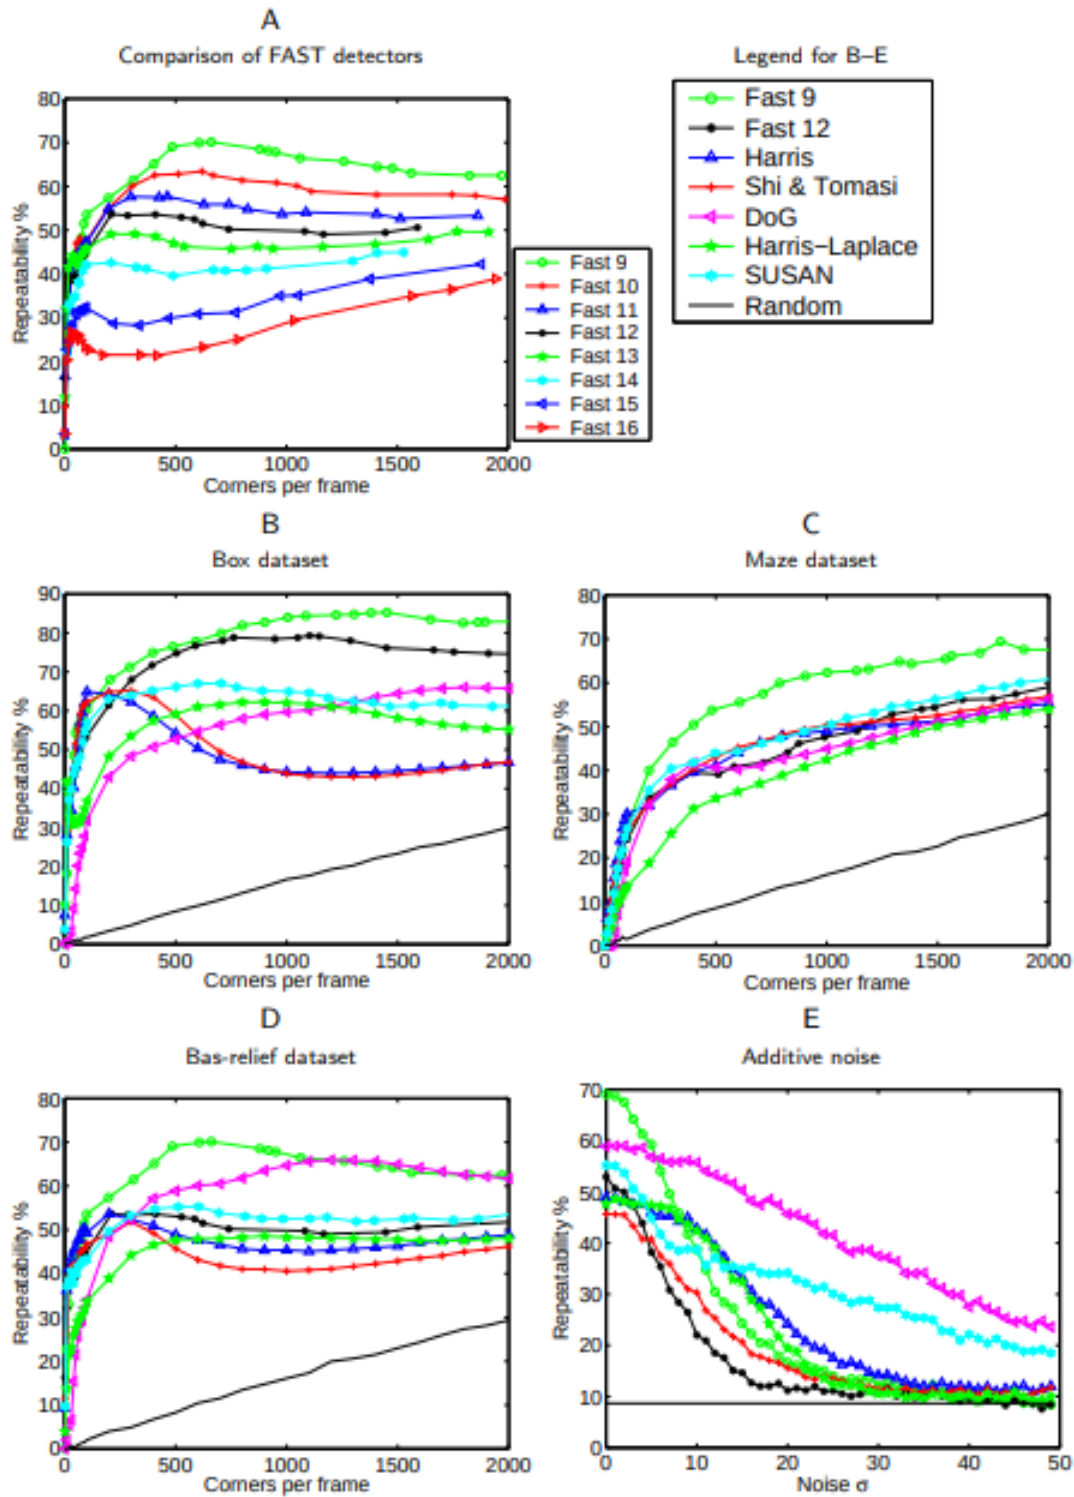 A
Comparison of FAST detectors
Repeatability %
80
70
60
50
40
30
20
10
0
0 500 1000 1500 2000
Corners per frame
Fast 9
Fast 10
Fast 11
Fast 12
Fast 13
Fast 14
Fast 15
Fast 16
Legend for B–E
Fast 9
Fast 12
Harris
Shi & Tomasi
DoG
Harris–Laplace
SUSAN
Random
B
Box dataset
Repeatability %
90
80
70
60
50
40
30
20
10
0
0 500 1000 1500 2000
Corners per frame
C
Maze dataset
Repeatability %
80
70
60
50
40
30
20
10
0
0 500 1000 1500 2000
Corners per frame
D
Bas-relief dataset
Repeatability %
80
70
60
50
40
30
20
10
0
0 500 1000 1500 2000
Corners per frame
E
Additive noise
Repeatability %
70
60
50
40
30
20
10
0
0 10 20 30 40 50
Noise σ